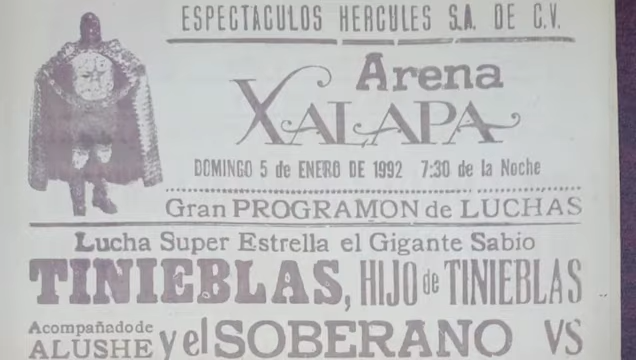 ESPECTACULOS HERCULES S.A. DE C.V.
Arena
XALAPA
DOMINGO 5 de ENERO DE 1992 7:30 de la Noche
Gran PROGRAMON de LUCHAS
Lucha Super Estrella el Gigante Sabio
TINIEBLAS, HIJO de TINIEBLAS
Acompañado de
ALUSHE y el SOBERANO VS